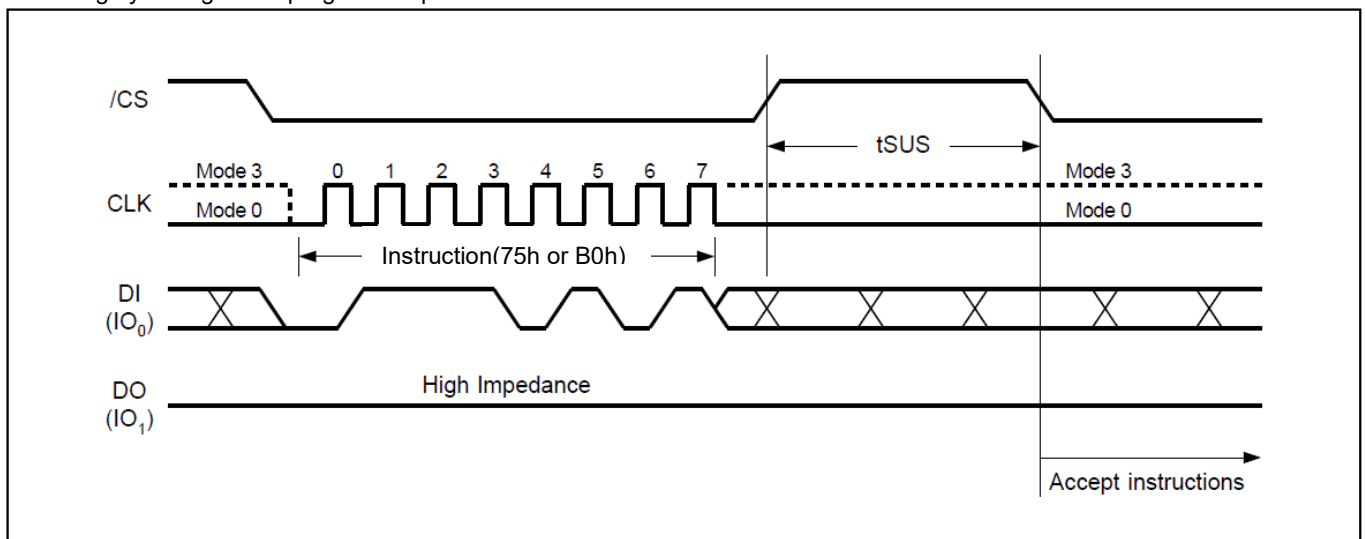 /CS
tSUS
Mode 3 0 1 2 3 4 5 6 7 Mode 3
CLK
Mode 0 Mode 0
Instruction(75h or B0h)
DI
(IO0)
High Impedance
DO
(IO1)
Accept instructions